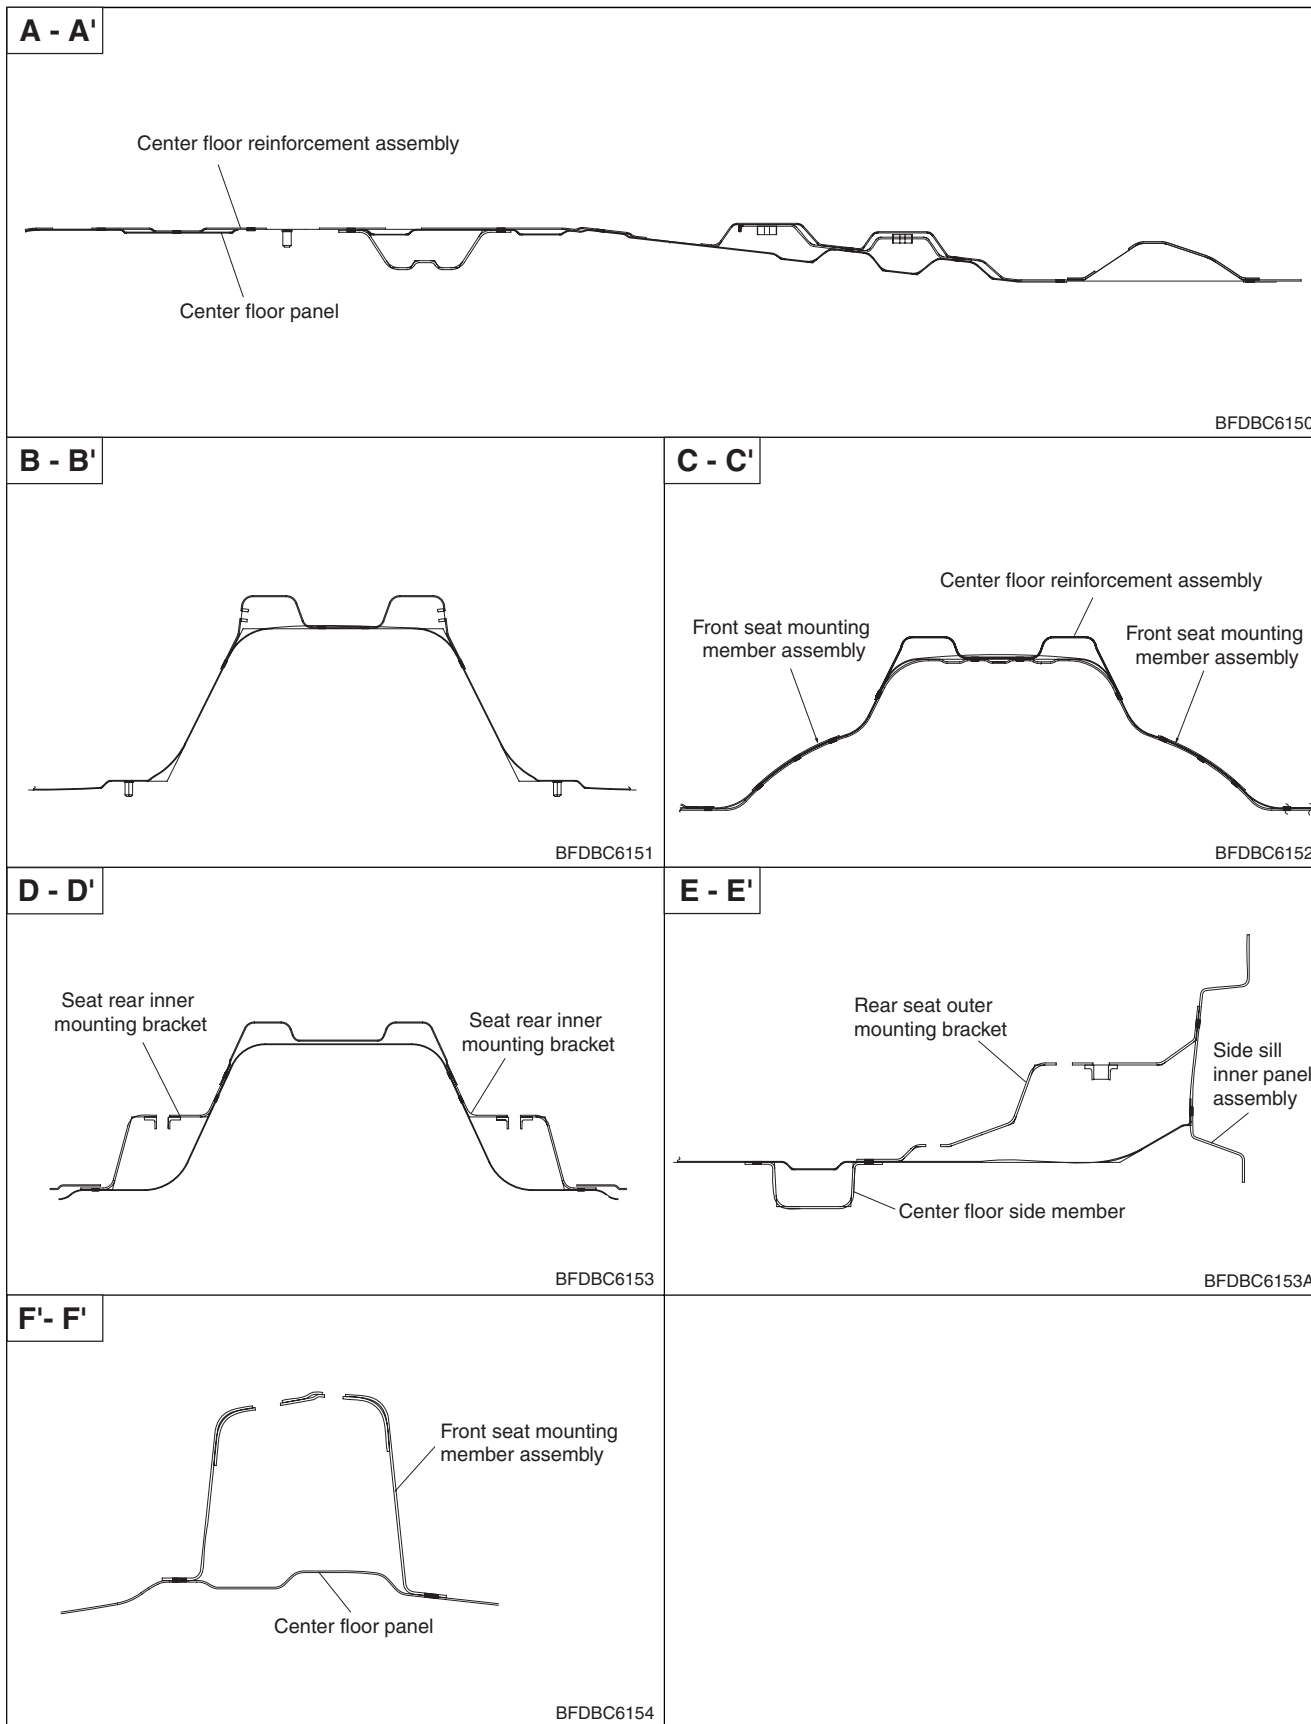 A - A'
Center floor reinforcement assembly
Center floor panel
BFDBC6150
B - B'
BFDBC6151
C - C'
Center floor reinforcement assembly
Front seat mounting
member assembly
Front seat mounting
member assembly
BFDBC6152
D - D'
Seat rear inner
mounting bracket
Seat rear inner
mounting bracket
BFDBC6153
E - E'
Rear seat outer
mounting bracket
Side sill
inner panel
assembly
Center floor side member
BFDBC6153A
F'- F'
Front seat mounting
member assembly
Center floor panel
BFDBC6154